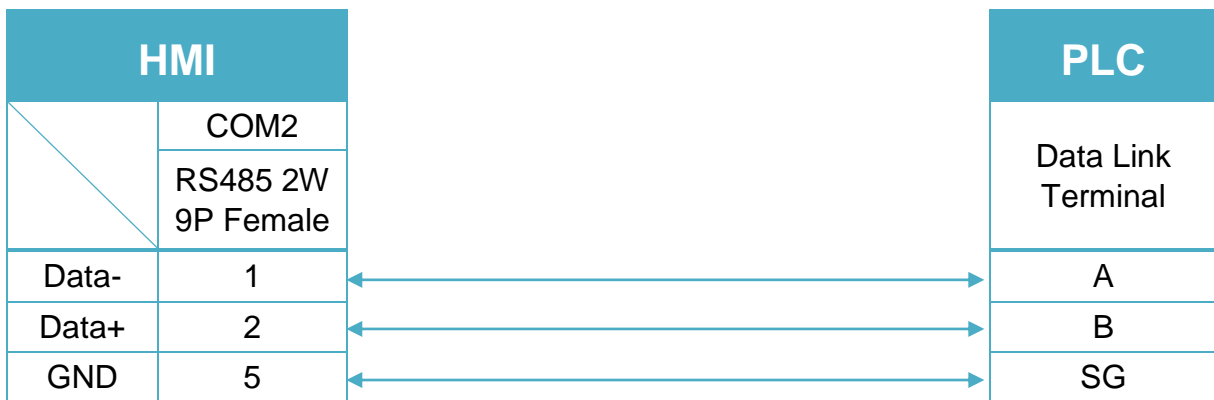 HMI
PLC
COM2
RS485 2W
9P Female
Data Link
Terminal
Data- 1 A
Data+ 2 B
GND 5 SG